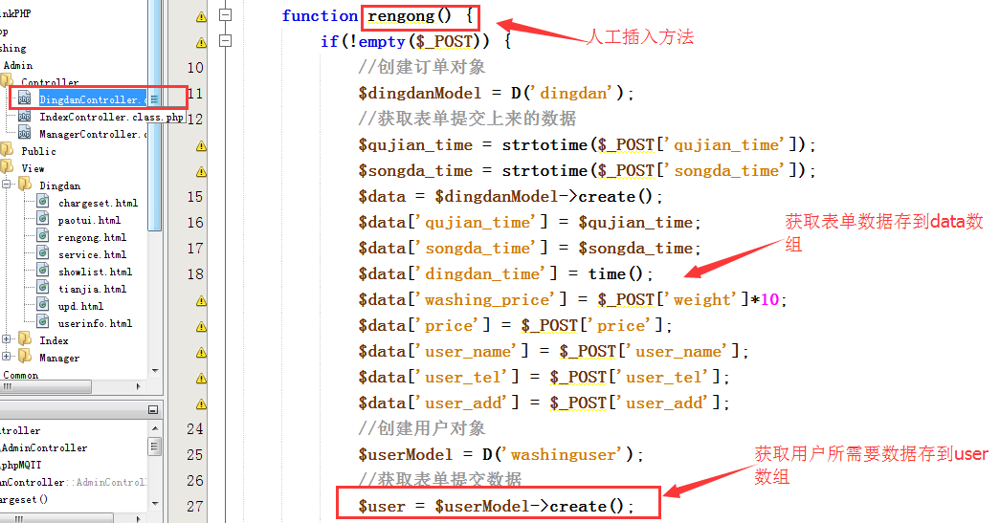 inkPHP
op
shing
Admin
Controller
DingdanController.c
IndexController.class.php
ManagerController.c
Public
View
Dingdan
chargeset.html
paotui.html
rengong.html
service.html
showlist.html
tianjia.html
upd.html
userinfo.html
Index
Manager
Common
troller
\AdminController
\phpMQTT
anController::AdminControl
argeset()
function rengong() {
人工插入方法
if(!empty($_POST)) {
10 //创建订单对象
11 $dingdanModel = D('dingdan');
12 //获取表单提交上来的数据
$qujian_time = strtotime($_POST['qujian_time']);
$songda_time = strtotime($_POST['songda_time']);
15 $data = $dingdanModel->create();
16 $data['qujian_time'] = $qujian_time;
17 $data['songda_time'] = $songda_time;
18 $data['dingdan_time'] = time();
获取表单数据存到data数
组
$data['washing_price'] = $_POST['weight']*10;
$data['price'] = $_POST['price'];
$data['user_name'] = $_POST['user_name'];
$data['user_tel'] = $_POST['user_tel'];
$data['user_add'] = $_POST['user_add'];
24 //创建用户对象
25 $userModel = D('washinguser');
26 //获取表单提交数据
27 $user = $userModel->create();
获取用户所需要数据存到user
数组